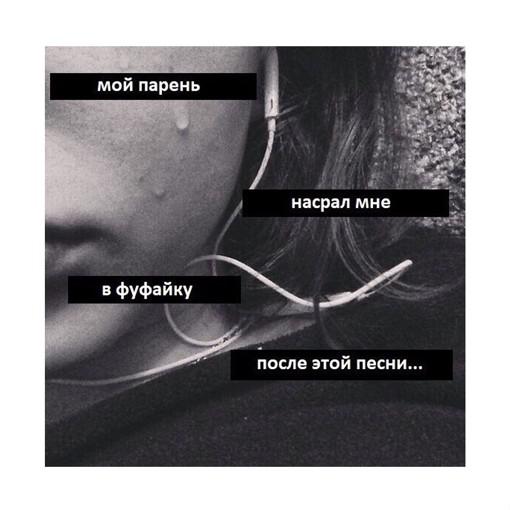 мой парень
насрал мне
в фуфайку
после этой песни...